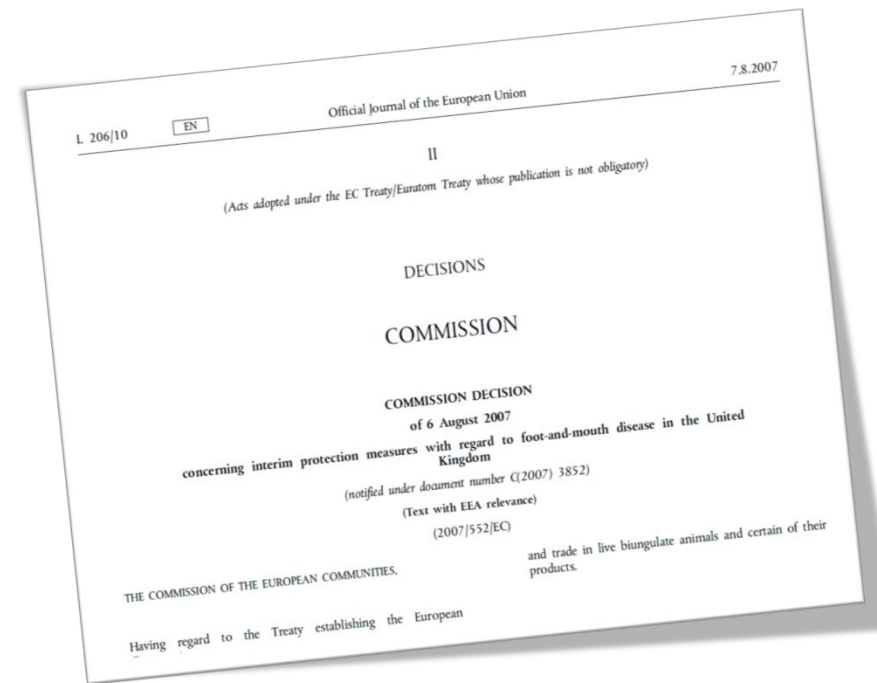 L 206/10 EN Official Journal of the European Union 7.8.2007
II
(Acts adopted under the EC Treaty/Euratom Treaty whose publication is not obligatory)
DECISIONS
COMMISSION
COMMISSION DECISION
of 6 August 2007
concerning interim protection measures with regard to foot-and-mouth disease in the United
Kingdom
(notified under document number C(2007) 3852)
(Text with EEA relevance)
(2007/552/EC)
THE COMMISSION OF THE EUROPEAN COMMUNITIES,
Having regard to the Treaty establishing the European
and trade in live biungulate animals and certain of their
products.